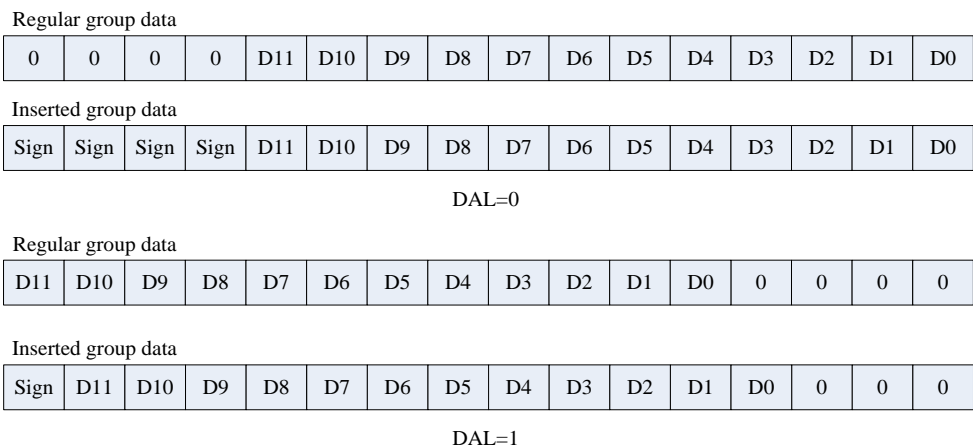 Regular group data
0 0 0 0 D11 D10 D9 D8 D7 D6 D5 D4 D3 D2 D1 D0
Inserted group data
Sign Sign Sign Sign D11 D10 D9 D8 D7 D6 D5 D4 D3 D2 D1 D0
DAL=0
Regular group data
D11 D10 D9 D8 D7 D6 D5 D4 D3 D2 D1 D0 0 0 0 0
Inserted group data
Sign D11 D10 D9 D8 D7 D6 D5 D4 D3 D2 D1 D0 0 0 0
DAL=1